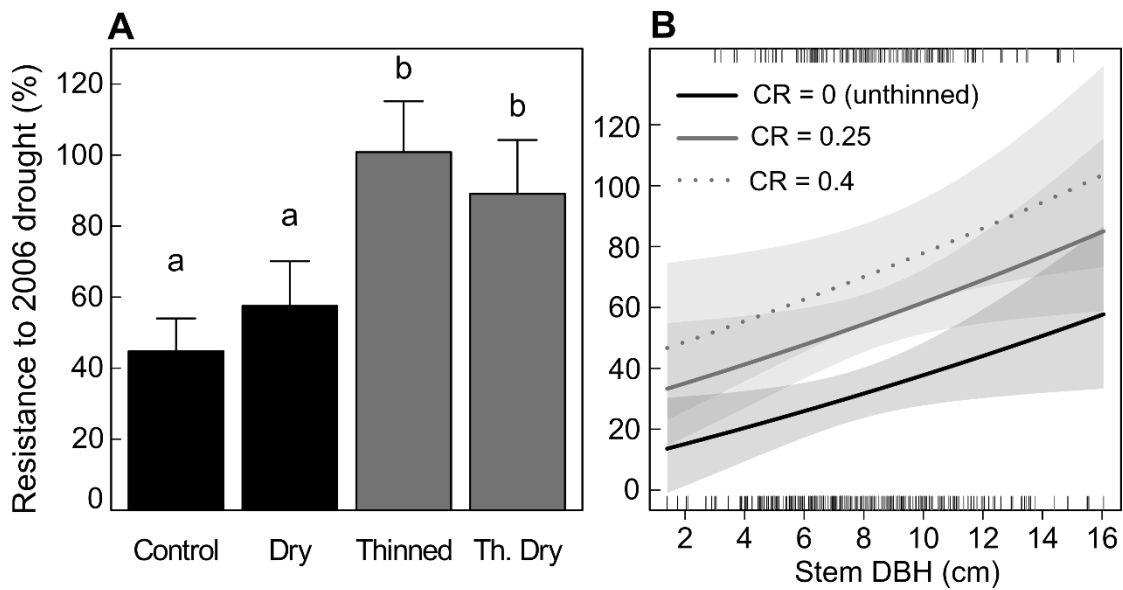 A
Resistance to 2006 drought (%)
120
100
80
60
40
20
0
a
a
b
b
Control Dry Thinned Th. Dry
B
CR = 0 (unthinned)
CR = 0.25
CR = 0.4
120
100
80
60
40
20
0
2 4 6 8 10 12 14 16
Stem DBH (cm)